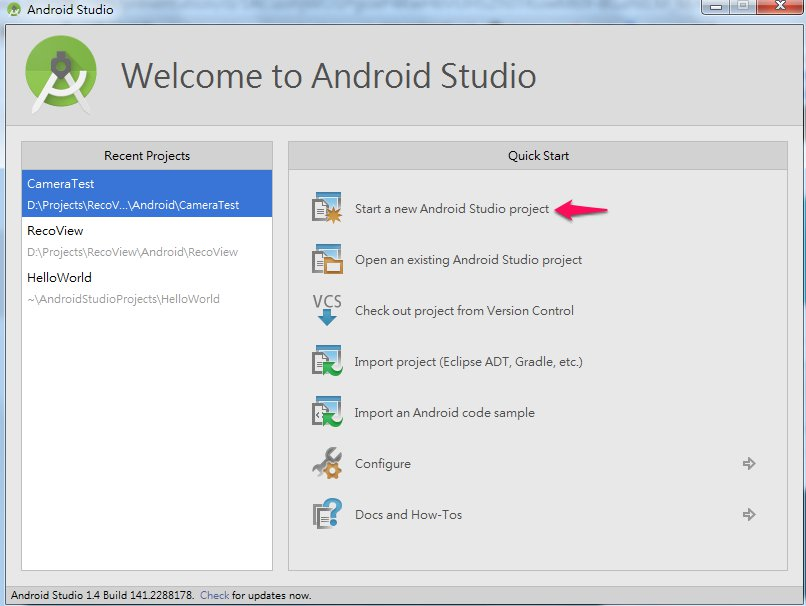 Android Studio
Welcome to Android Studio
Recent Projects
CameraTest
D:\Projects\RecoV...\Android\CameraTest
RecoView
D:\Projects\RecoView\Android\RecoView
HelloWorld
~\AndroidStudioProjects\HelloWorld
Quick Start
Start a new Android Studio project
Open an existing Android Studio project
VCS
Check out project from Version Control
Import project (Eclipse ADT, Gradle, etc.)
Import an Android code sample
Configure
Docs and How-Tos
Android Studio 1.4 Build 141.2288178. Check for updates now.